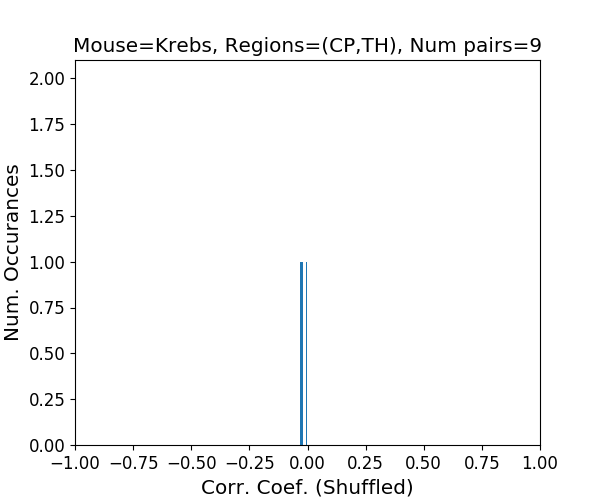 Mouse=Krebs, Regions=(CP,TH), Num pairs=9
2.00
1.75
1.50
1.25
1.00
0.75
0.50
0.25
0.00
Num. Occurances
−1.00 −0.75 −0.50 −0.25 0.00 0.25 0.50 0.75 1.00
Corr. Coef. (Shuffled)